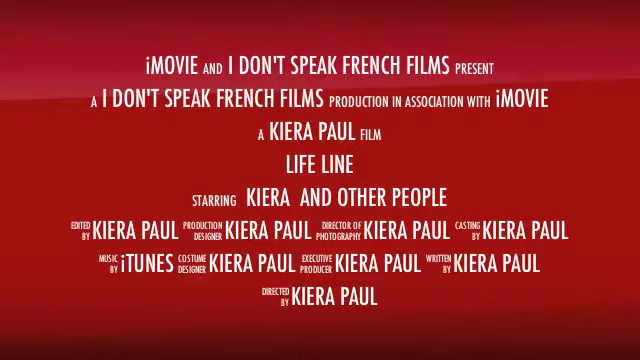 iMOVIE AND I DON'T SPEAK FRENCH FILMS PRESENT
A I DON'T SPEAK FRENCH FILMS PRODUCTION IN ASSOCIATION WITH iMOVIE
A KIERA PAUL FILM
LIFE LINE
STARRING KIERA AND OTHER PEOPLE
EDITED BY KIERA PAUL PRODUCTION DESIGNER KIERA PAUL DIRECTOR OF PHOTOGRAPHY KIERA PAUL CASTING BY KIERA PAUL
MUSIC BY iTUNES COSTUME DESIGNER KIERA PAUL EXECUTIVE PRODUCER KIERA PAUL WRITTEN BY KIERA PAUL
DIRECTED BY KIERA PAUL